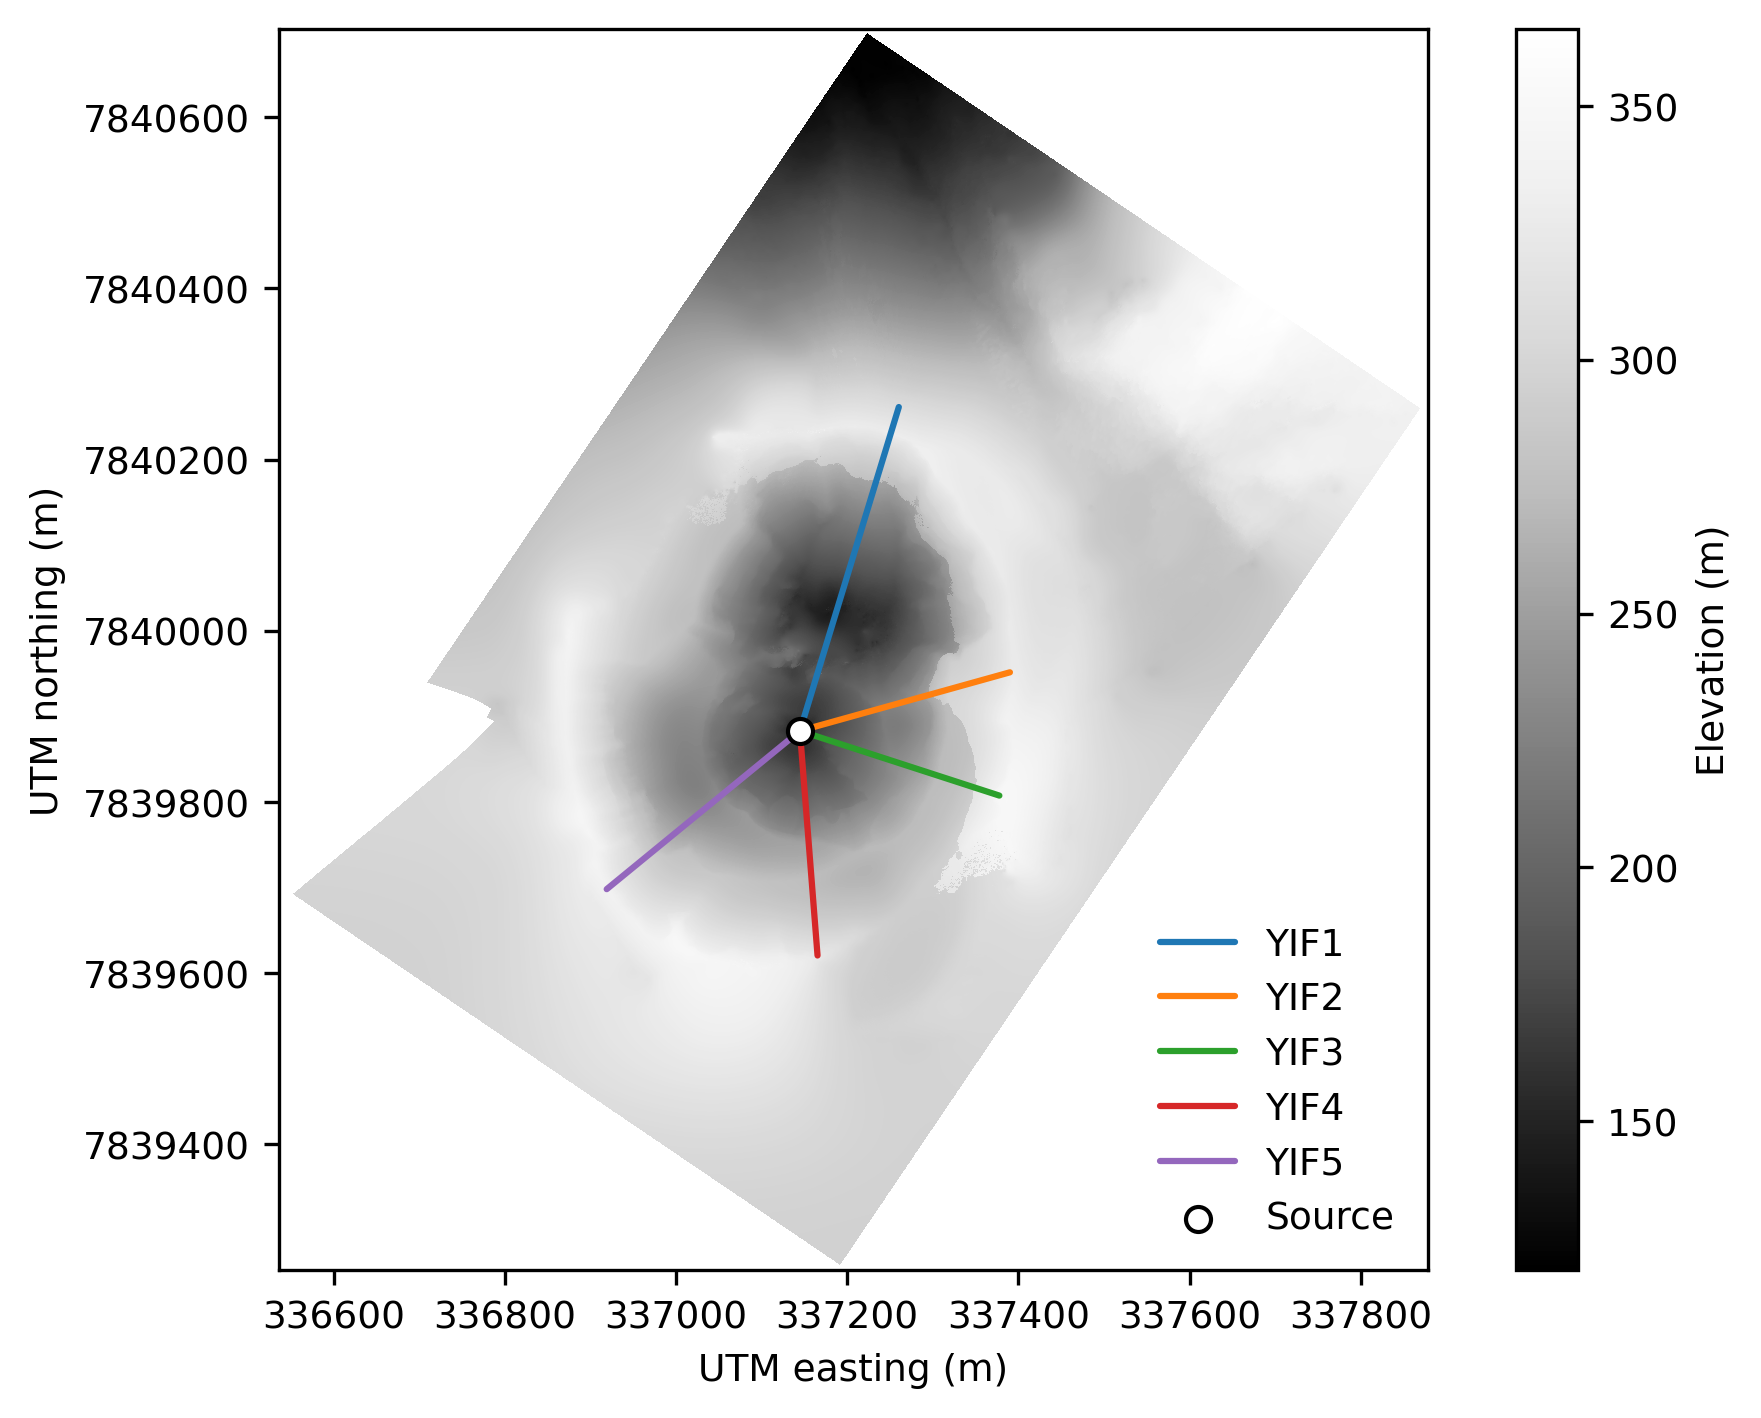 7840600
7840400
7840200
7840000
7839800
7839600
7839400
UTM northing (m)
336600 336800 337000 337200 337400 337600 337800
UTM easting (m)
YIF1
YIF2
YIF3
YIF4
YIF5
Source
350
300
250
200
150
Elevation (m)